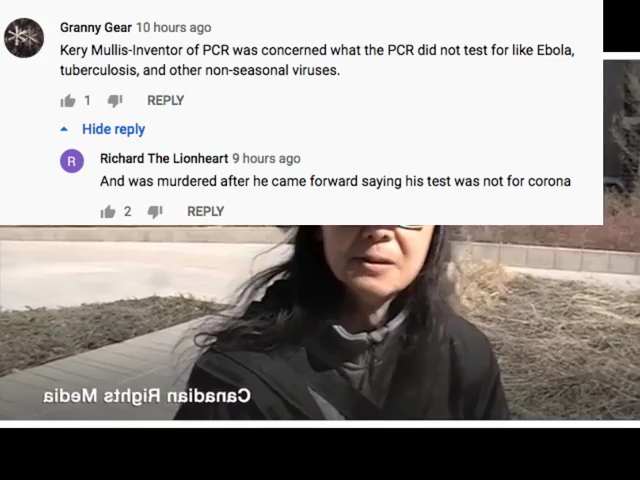 Granny Gear 10 hours ago
Kery Mullis-Inventor of PCR was concerned what the PCR did not test for like Ebola,
tuberculosis, and other non-seasonal viruses.
1 REPLY
Hide reply
R
Richard The Lionheart 9 hours ago
And was murdered after he came forward saying his test was not for corona
2 REPLY
Canadian Rights Media